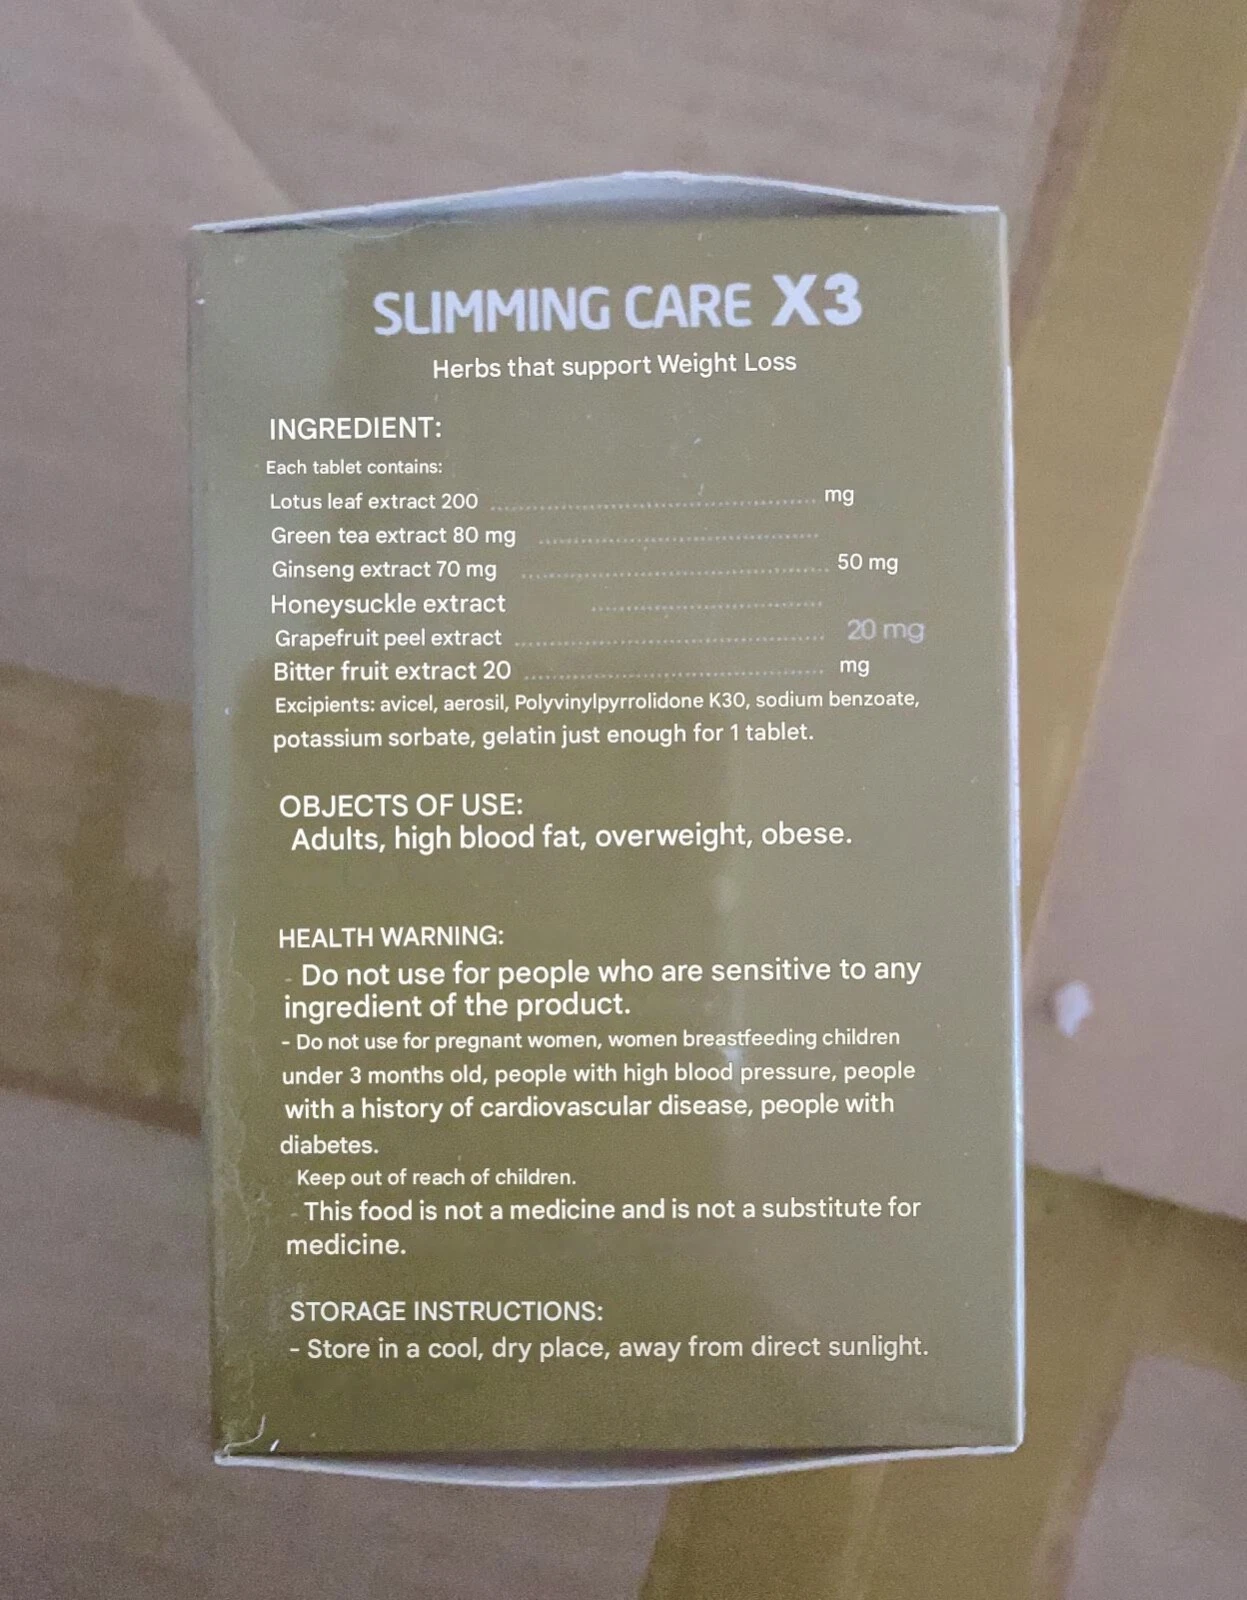 SLIMMING CARE X3
Herbs that support Weight Loss
INGREDIENT:
Each tablet contains:
Lotus leaf extract 200 ........................ mg
Green tea extract 80 mg ........................
Ginseng extract 70 mg ........................ 50 mg
Honeysuckle extract ........................
Grapefruit peel extract ........................ 20 mg
Bitter fruit extract 20 ........................ mg
Excipients: avicel, aerosil, Polyvinylpyrrolidone K30, sodium benzoate,
potassium sorbate, gelatin just enough for 1 tablet.
OBJECTS OF USE:
Adults, high blood fat, overweight, obese.
HEALTH WARNING:
- Do not use for people who are sensitive to any
ingredient of the product.
- Do not use for pregnant women, women breastfeeding children
under 3 months old, people with high blood pressure, people
with a history of cardiovascular disease, people with
diabetes.
Keep out of reach of children.
- This food is not a medicine and is not a substitute for
medicine.
STORAGE INSTRUCTIONS:
- Store in a cool, dry place, away from direct sunlight.